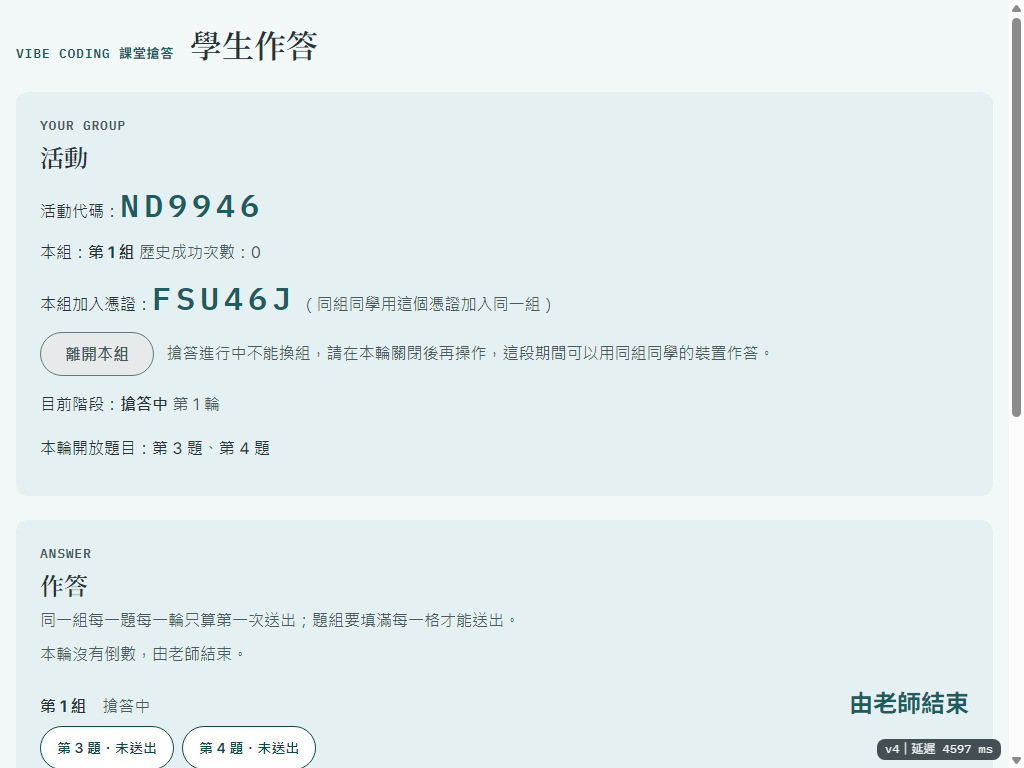 VIBE CODING 課堂搶答 學生作答
YOUR GROUP
活動
活動代碼：ND9946
本組：第 1 組 歷史成功次數：0
本組加入憑證：FSU46J （同組同學用這個憑證加入同一組）
離開本組 搶答進行中不能換組，請在本輪關閉後再操作，這段期間可以用同組同學的裝置作答。
目前階段：搶答中 第 1 輪
本輪開放題目：第 3 題、第 4 題
ANSWER
作答
同一組每一題每一輪只算第一次送出；題組要填滿每一格才能送出。
本輪沒有倒數，由老師結束。
第 1 組 搶答中 由老師結束
第 3 題・未送出 第 4 題・未送出
v4｜延遲 4597 ms